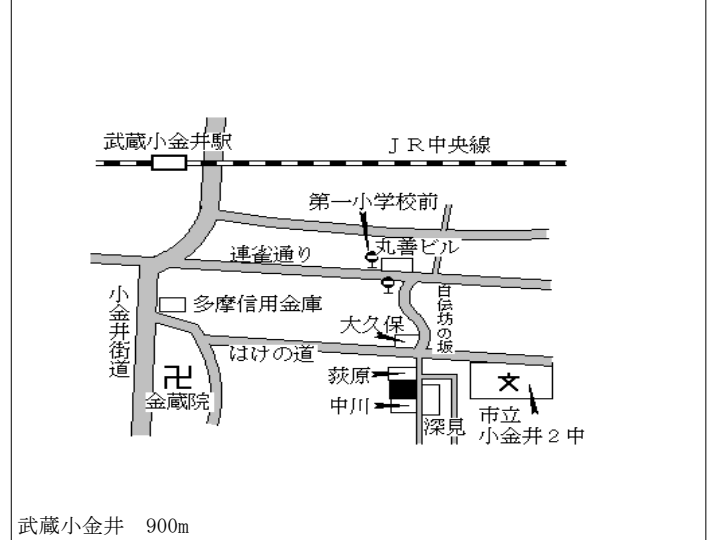 武蔵小金井駅
ＪＲ中央線
第一小学校前
丸善ビル
連雀通り
小金井街道
多摩信用金庫
自伝坊の坂
大久保
はけの道
荻原
金蔵院
中川
深見
文
市立
小金井２中
武蔵小金井　900m